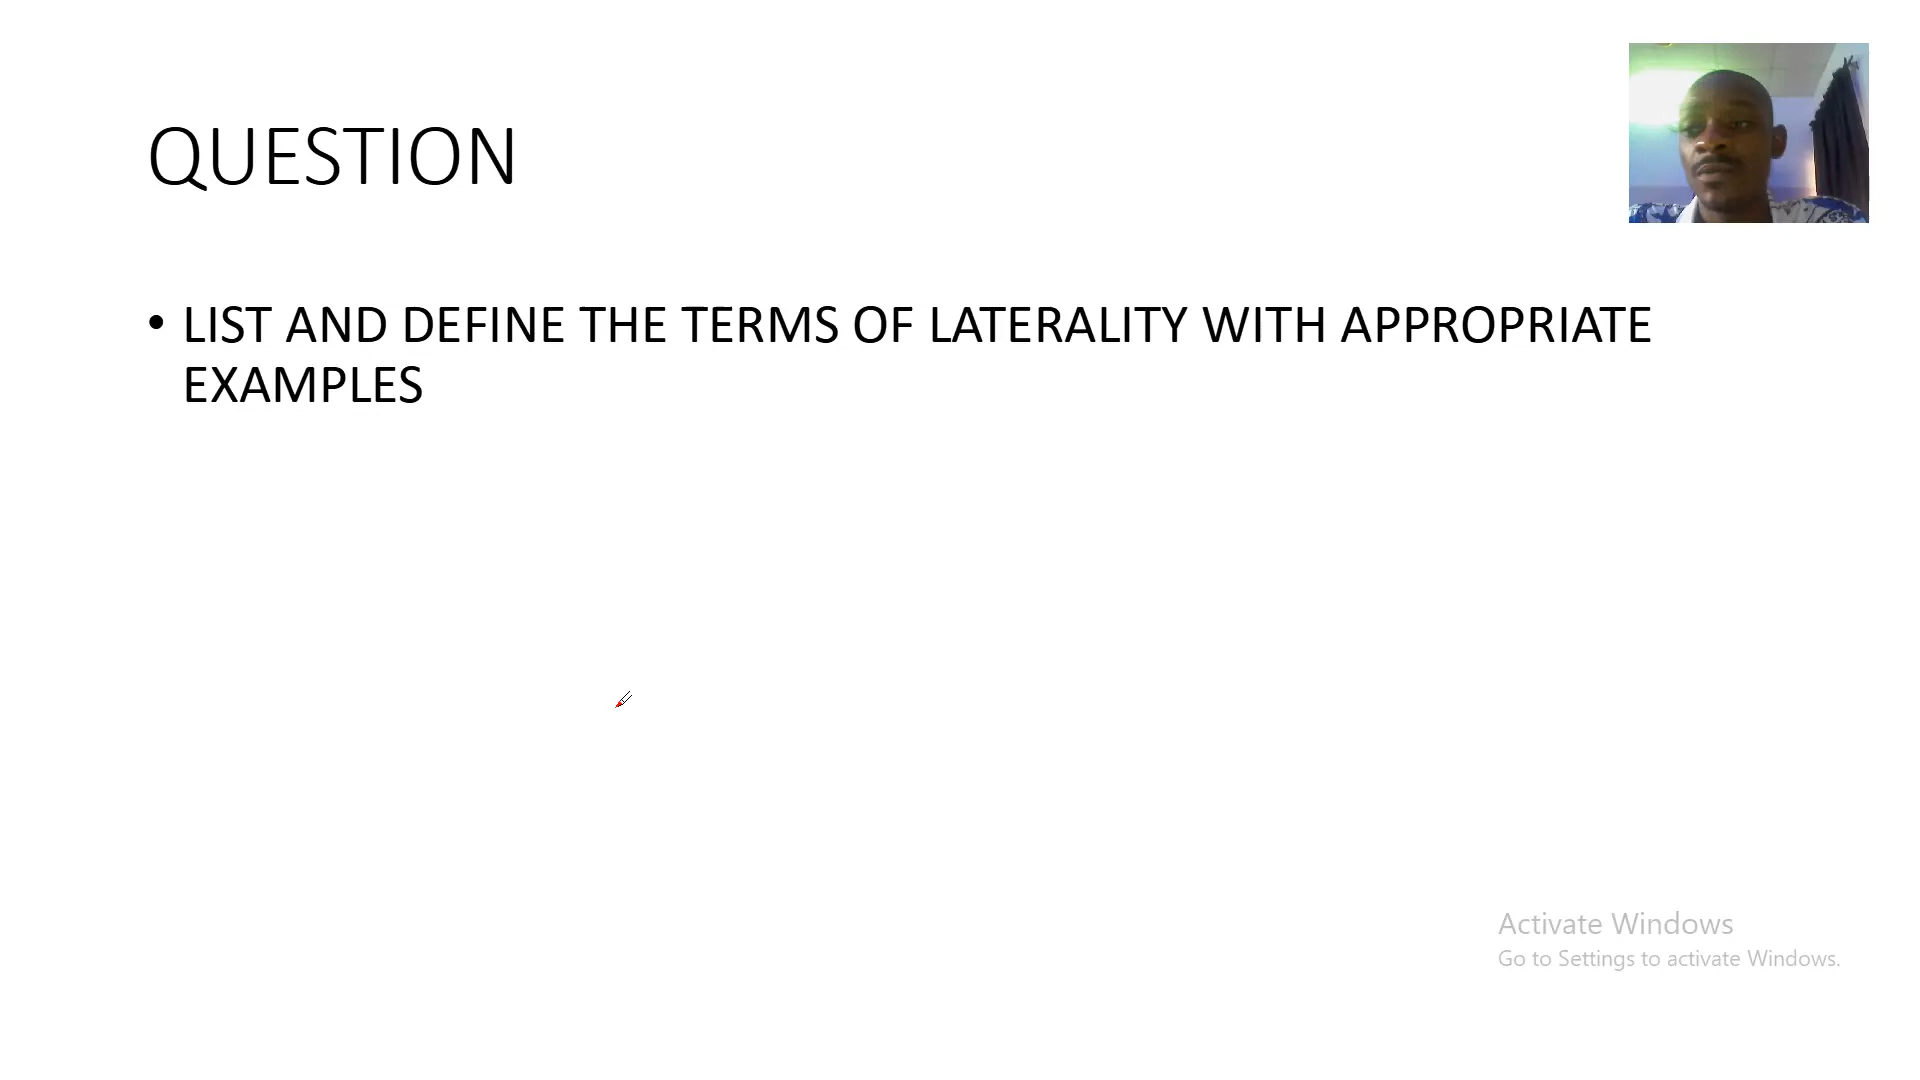 QUESTION
• LIST AND DEFINE THE TERMS OF LATERALITY WITH APPROPRIATE
EXAMPLES
Activate Windows
Go to Settings to activate Windows.